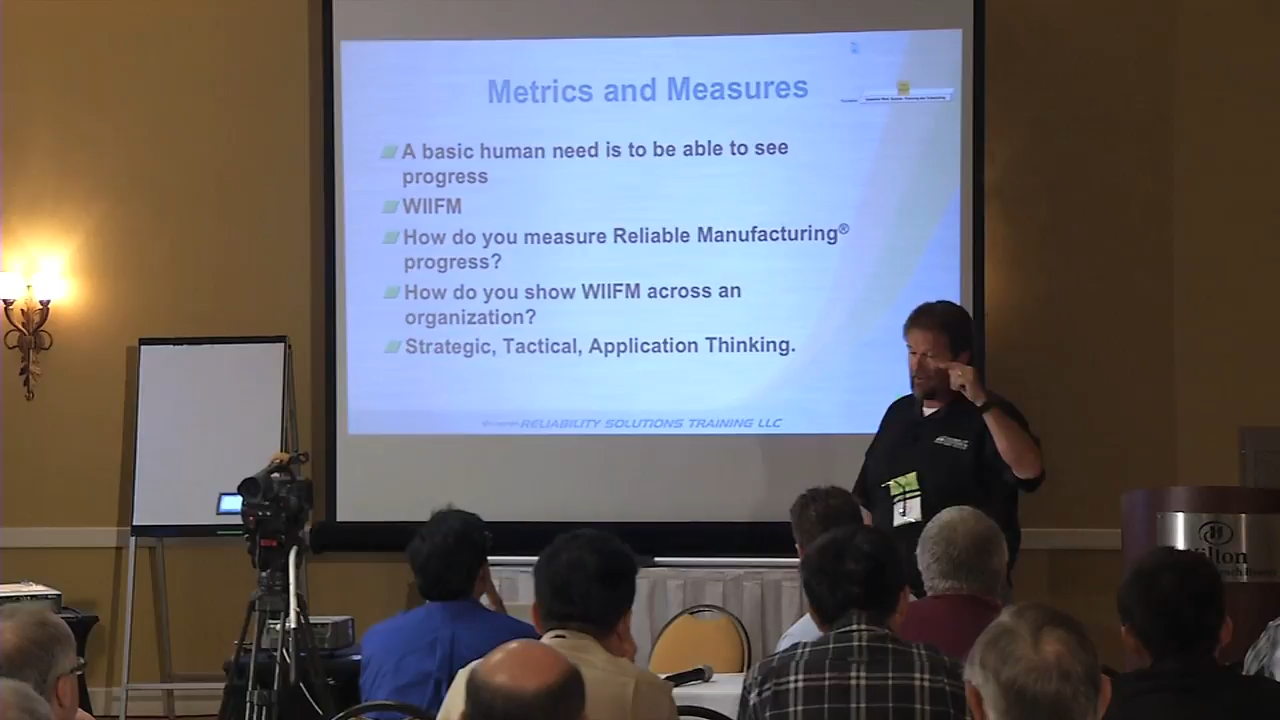 Metrics and Measures
A basic human need is to be able to see
progress
WIIFM
How do you measure Reliable Manufacturing®
progress?
How do you show WIIFM across an
organization?
Strategic, Tactical, Application Thinking.
RELIABILITY SOLUTIONS TRAINING LLC
Hilton